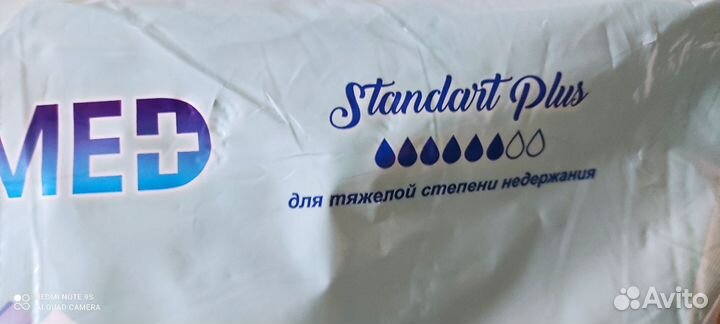 Standart Plus
MED
для тяжелой степени недержания
REDMI NOTE 9S
AI QUAD CAMERA
Avito